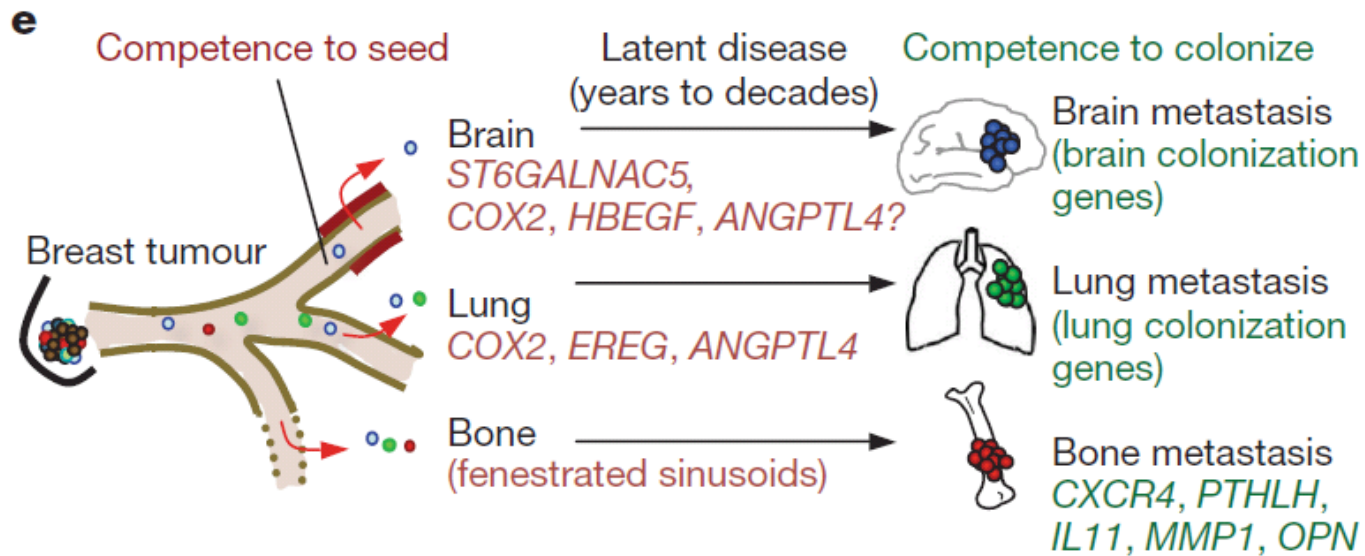 e
Competence to seed
Latent disease
(years to decades)
Competence to colonize
Breast tumour
Brain
ST6GALNAC5,
COX2, HBEGF, ANGPTL4?
Brain metastasis
(brain colonization
genes)
Lung
COX2, EREG, ANGPTL4
Lung metastasis
(lung colonization
genes)
Bone
(fenestrated sinusoids)
Bone metastasis
CXCR4, PTHLH,
IL11, MMP1, OPN